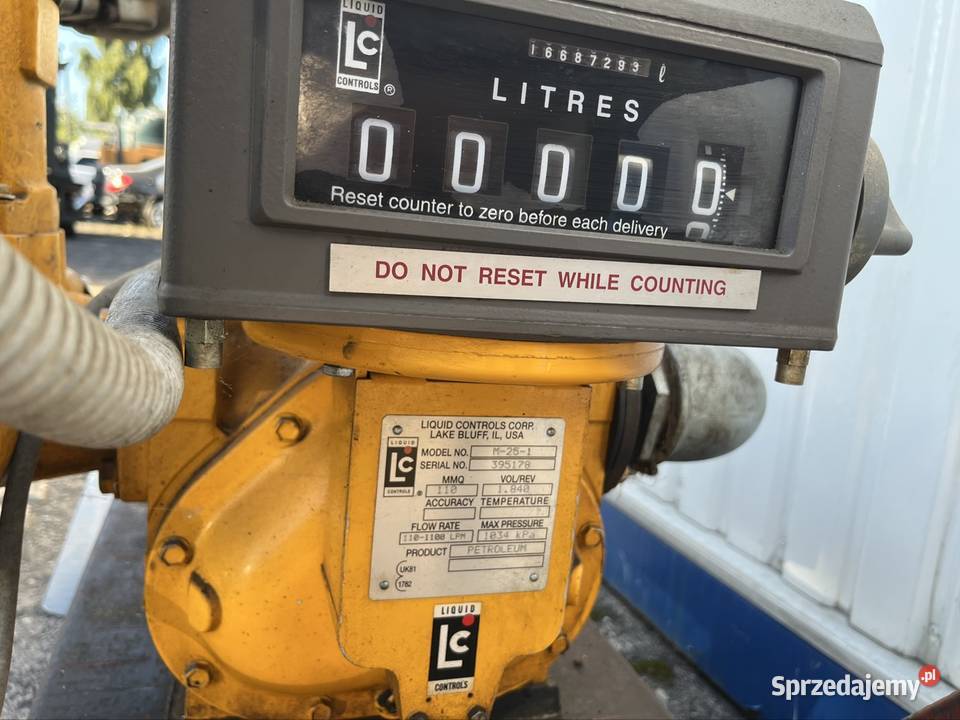 LIQUID
LC
CONTROLS
®
16687293 ℓ
LITRES
0 0 0 0 0
Reset counter to zero before each delivery
DO NOT RESET WHILE COUNTING
LIQUID CONTROLS CORP.
LAKE BLUFF, IL, USA
LIQUID
LC
CONTROLS
®
MODEL NO. M-25-1
SERIAL NO. 395178
MMQ VOL/REV
110 1.840
ACCURACY TEMPERATURE
FLOW RATE MAX PRESSURE
110-1100 LPM 1034 kPa
PRODUCT PETROLEUM
UK81
1782
LIQUID
LC
CONTROLS
Sprzedajemy.pl